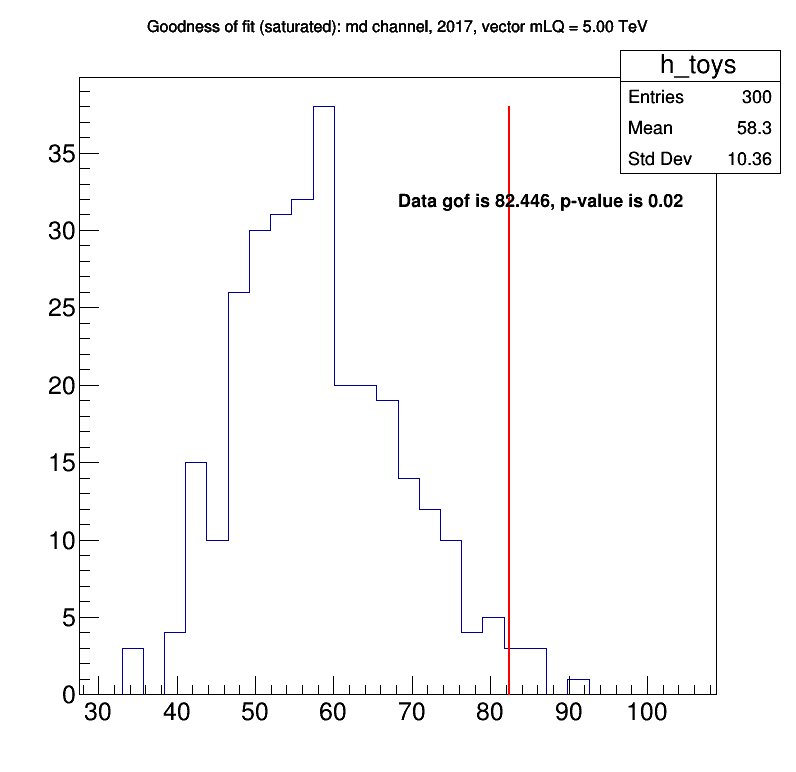 Goodness of fit (saturated): md channel, 2017, vector mLQ = 5.00 TeV
h_toys
Entries 300
Mean 58.3
Std Dev 10.36
Data gof is 82.446, p-value is 0.02
35
30
25
20
15
10
5
0
30 40 50 60 70 80 90 100